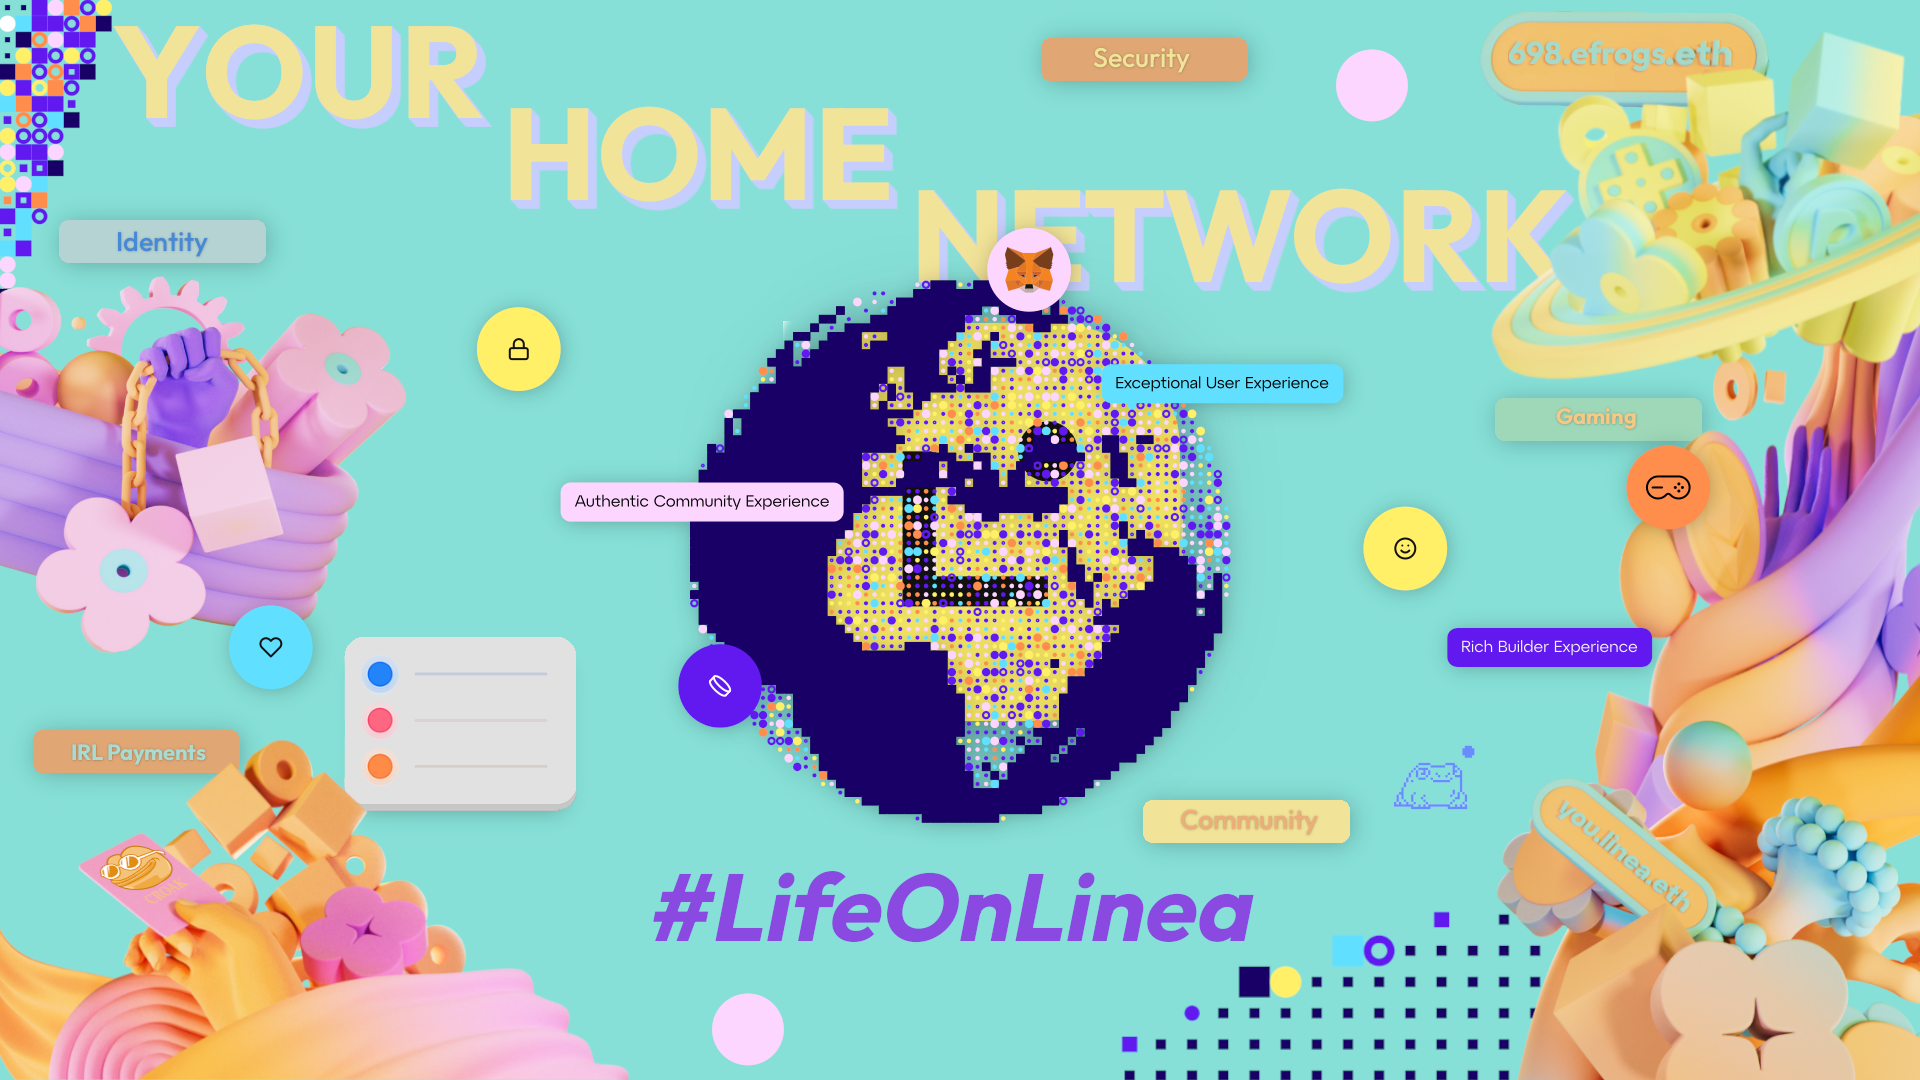 YOUR
HOME
NETWORK
Security
698.efrogs.eth
Identity
Exceptional User Experience
Gaming
Authentic Community Experience
Rich Builder Experience
IRL Payments
Community
you.linea.eth
CROAK
#LifeOnLinea